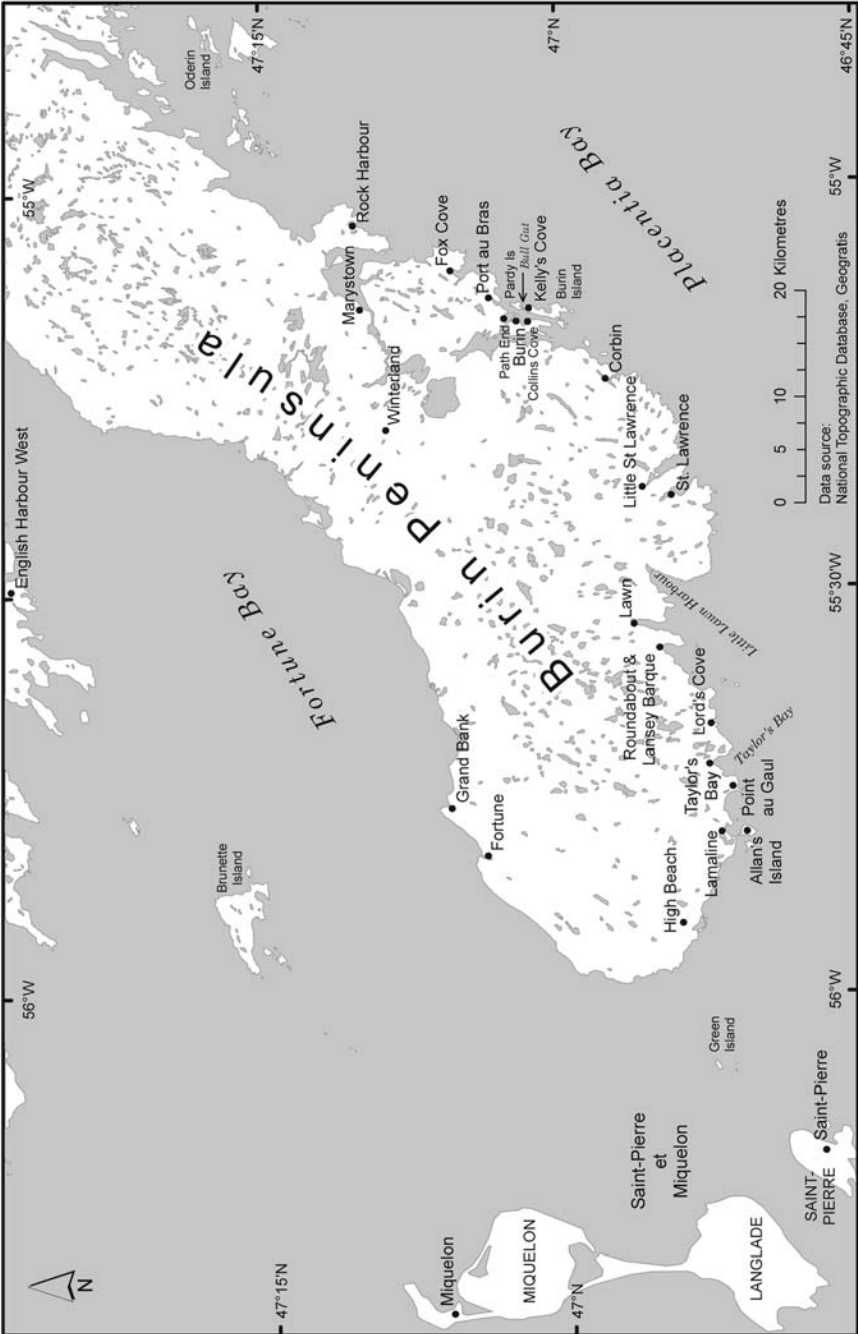 N
56°W
English Harbour West
55°W
47°15'N
Oderin
Island
Brunette
Island
Fortune Bay
Burin Peninsula
Marystown
Rock Harbour
Winterland
Miquelon
47°15'N
Grand Bank
Fortune
Fox Cove
Port au Bras
Path End
Pardy Is
Burin
Bull Gut
Collins Cove
Kelly's Cove
Burin
Island
MIQUELON
47°N
47°N
Placentia Bay
Corbin
Saint-Pierre
et
Miquelon
Roundabout &
Lansey Barque
Lawn
Little St Lawrence
St. Lawrence
High Beach
Lamaline
Taylor's
Bay
Lord's Cove
Little Lawn Harbour
Allan's
Island
Point
au Gaul
Taylor's Bay
Green
Island
LANGLADE
SAINT-
PIERRE
Saint-Pierre
0 5 10 20 Kilometres
Data source:
National Topographic Database, Geogratis
56°W
55°30'W
55°W
46°45'N